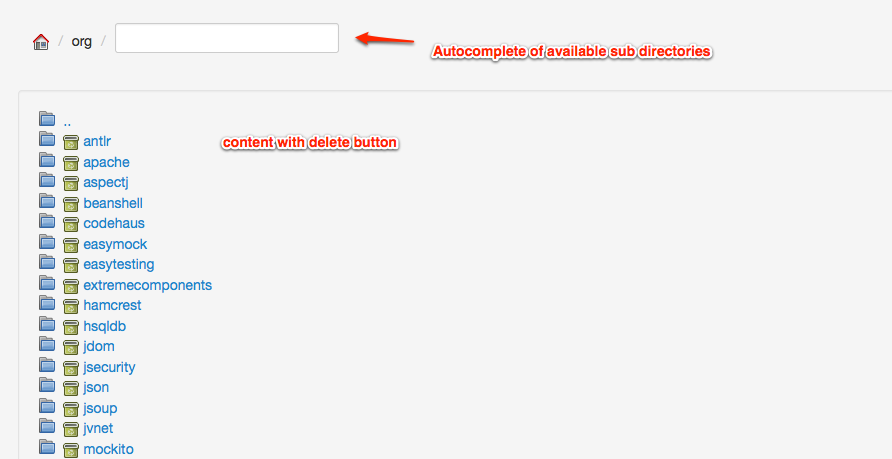 / org /
Autocomplete of available sub directories
..
antlr
content with delete button
apache
aspectj
beanshell
codehaus
easymock
easytesting
extremecomponents
hamcrest
hsqldb
jdom
jsecurity
json
jsoup
jvnet
mockito